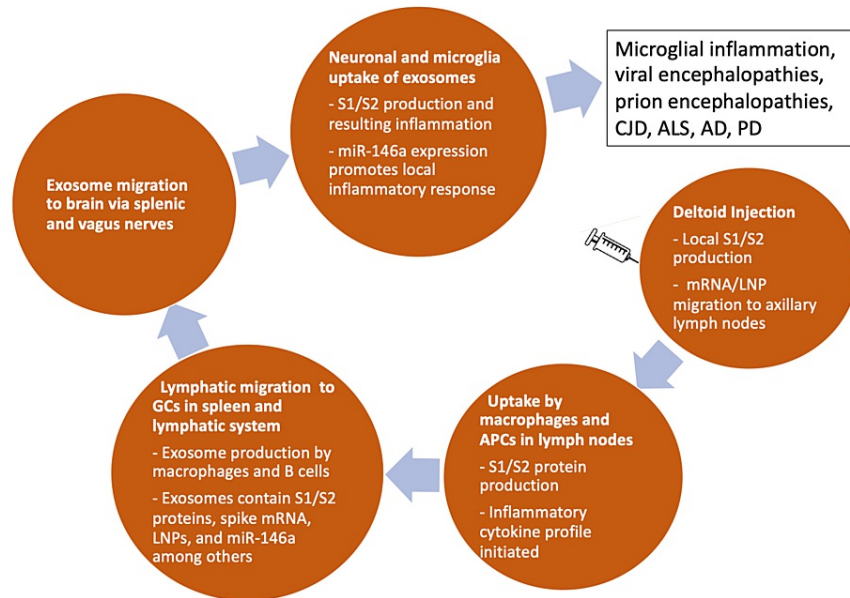 Neuronal and microglia
uptake of exosomes
- S1/S2 production and
resulting inflammation
- miR-146a expression
promotes local
inflammatory response
Microglial inflammation,
viral encephalopathies,
prion encephalopathies,
CJD, ALS, AD, PD
Exosome migration
to brain via splenic
and vagus nerves
Deltoid Injection
- Local S1/S2
production
- mRNA/LNP
migration to axillary
lymph nodes
Lymphatic migration to
GCs in spleen and
lymphatic system
- Exosome production by
macrophages and B cells
- Exosomes contain S1/S2
proteins, spike mRNA,
LNPs, and miR-146a
among others
Uptake by
macrophages and
APCs in lymph nodes
- S1/S2 protein
production
- Inflammatory
cytokine profile
initiated